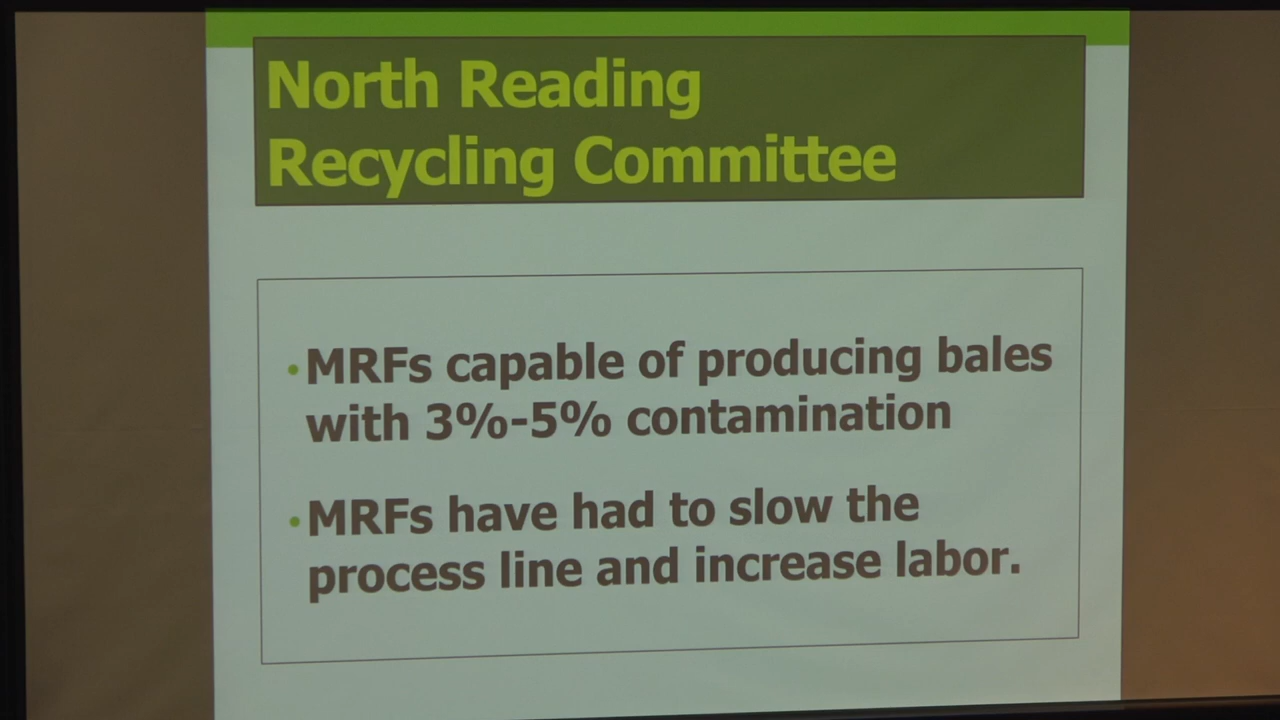 North Reading
Recycling Committee
• MRFs capable of producing bales
with 3%-5% contamination
• MRFs have had to slow the
process line and increase labor.